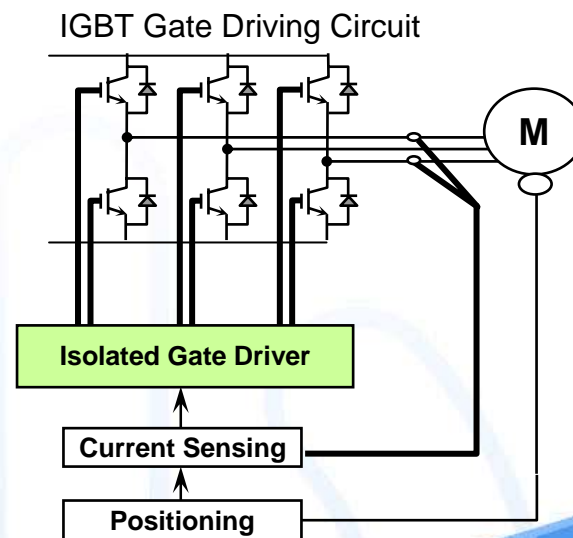 IGBT Gate Driving Circuit
M
Isolated Gate Driver
Current Sensing
Positioning